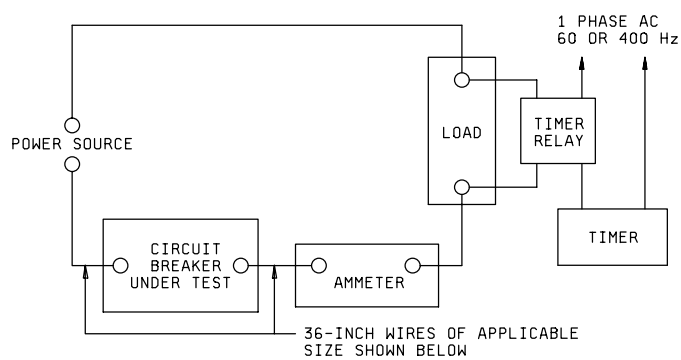 1 PHASE AC
60 OR 400 Hz
LOAD
TIMER
RELAY
POWER SOURCE
TIMER
CIRCUIT
BREAKER
UNDER TEST
AMMETER
36-INCH WIRES OF APPLICABLE
SIZE SHOWN BELOW